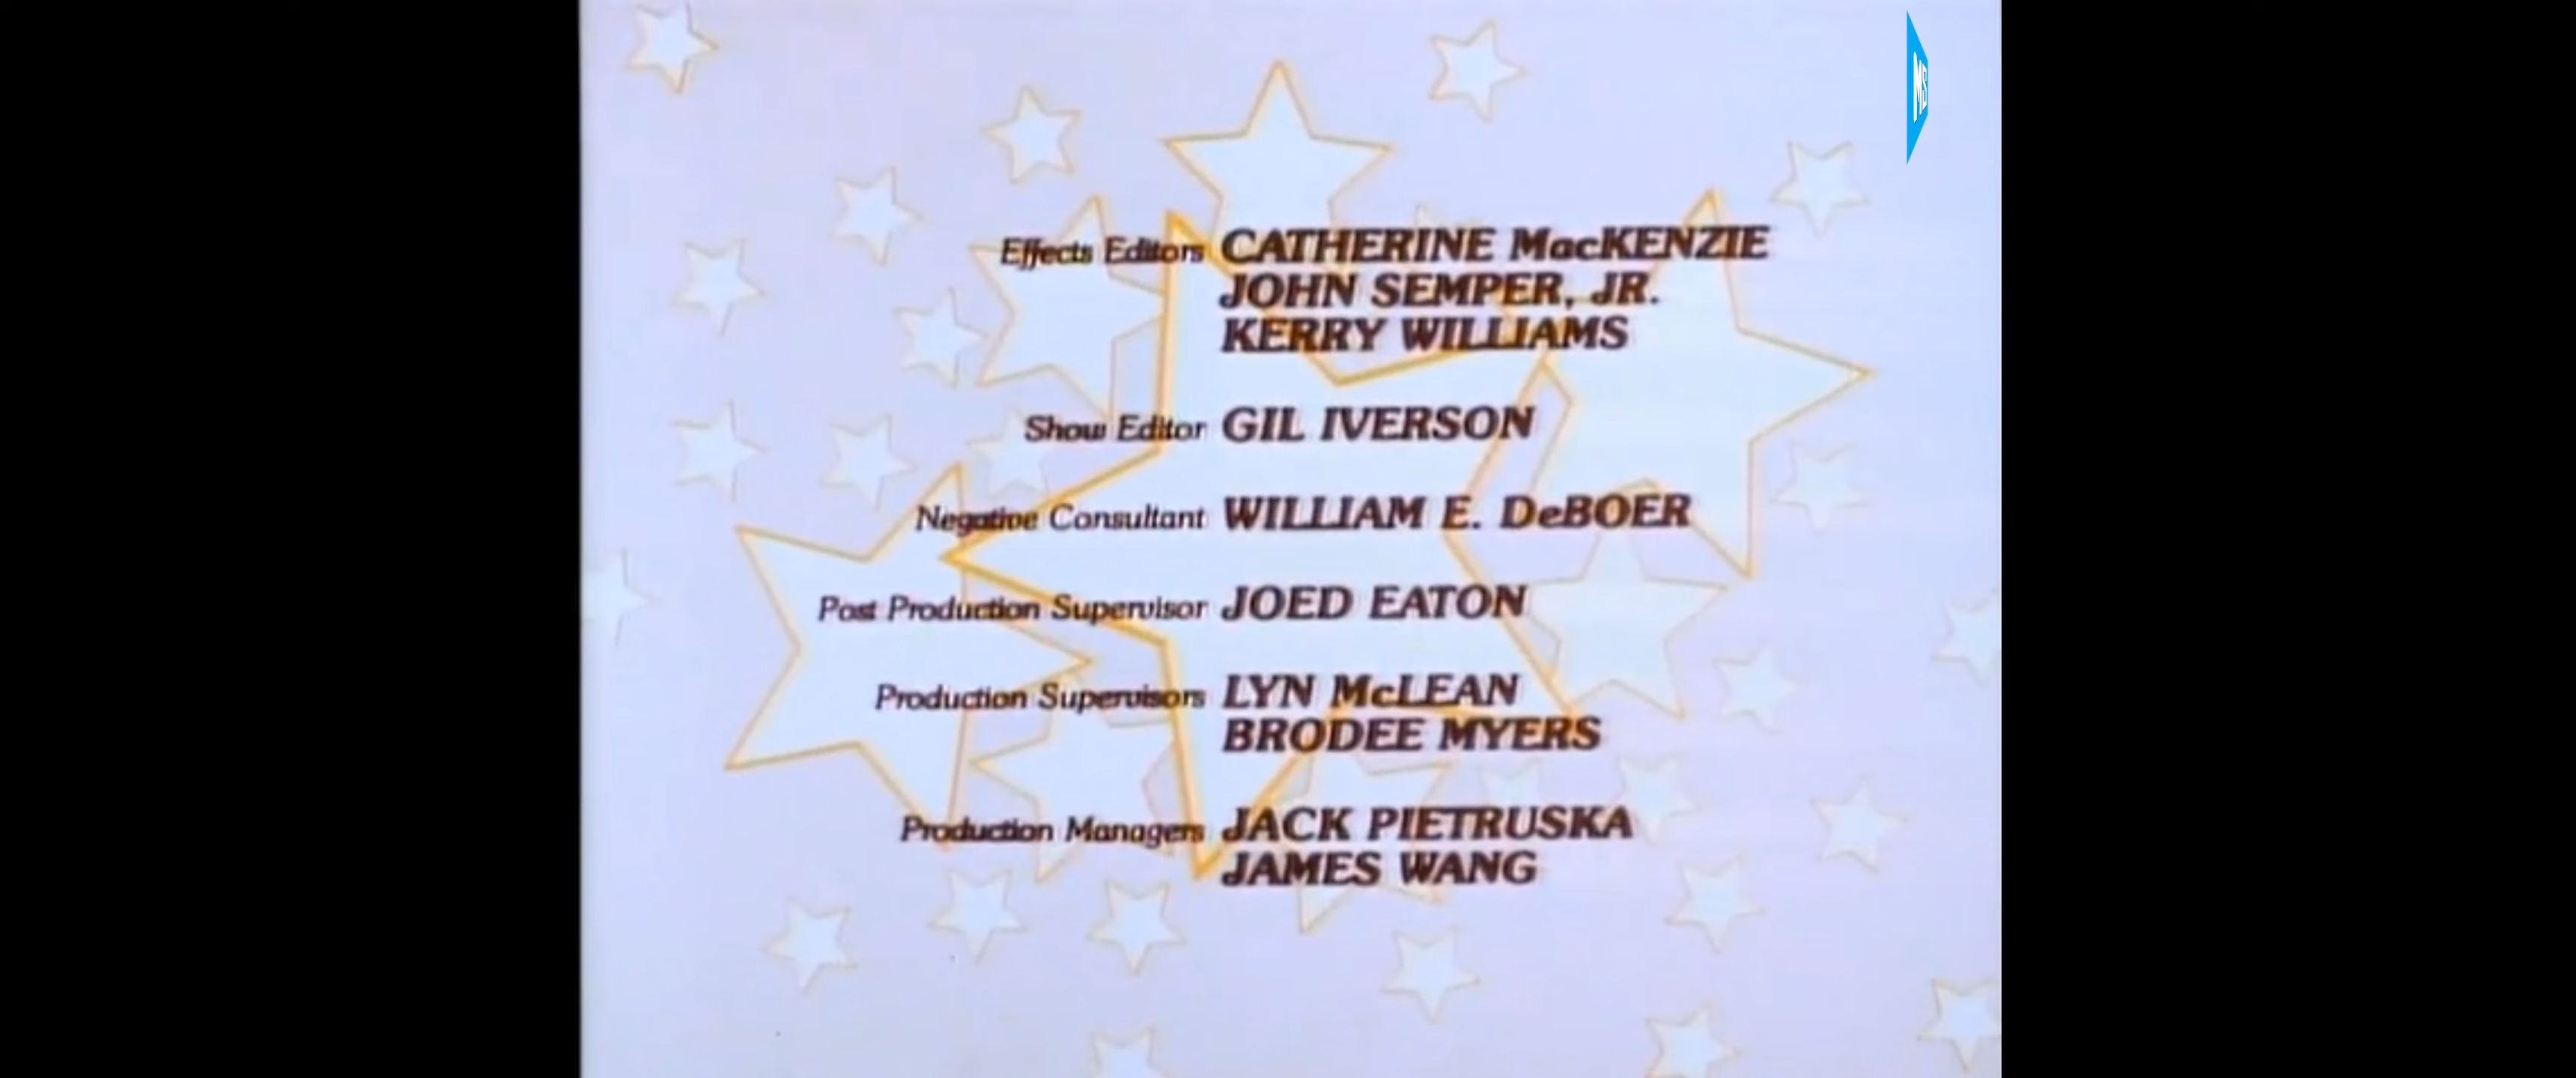 MS
Effects Editors CATHERINE MacKENZIE
JOHN SEMPER, JR.
KERRY WILLIAMS
Show Editor GIL IVERSON
Negative Consultant WILLIAM E. DeBOER
Post Production Supervisor JOED EATON
Production Supervisors LYN McLEAN
BRODEE MYERS
Production Managers JACK PIETRUSKA
JAMES WANG